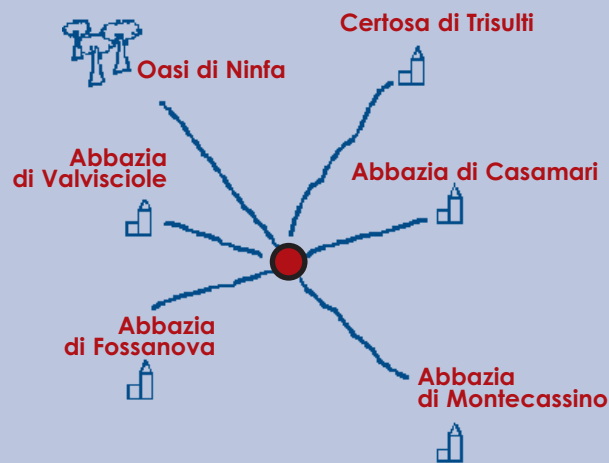 Certosa di Trisulti
Oasi di Ninfa
Abbazia
di Valvisciole
Abbazia di Casamari
Abbazia
di Fossanova
Abbazia
di Montecassino